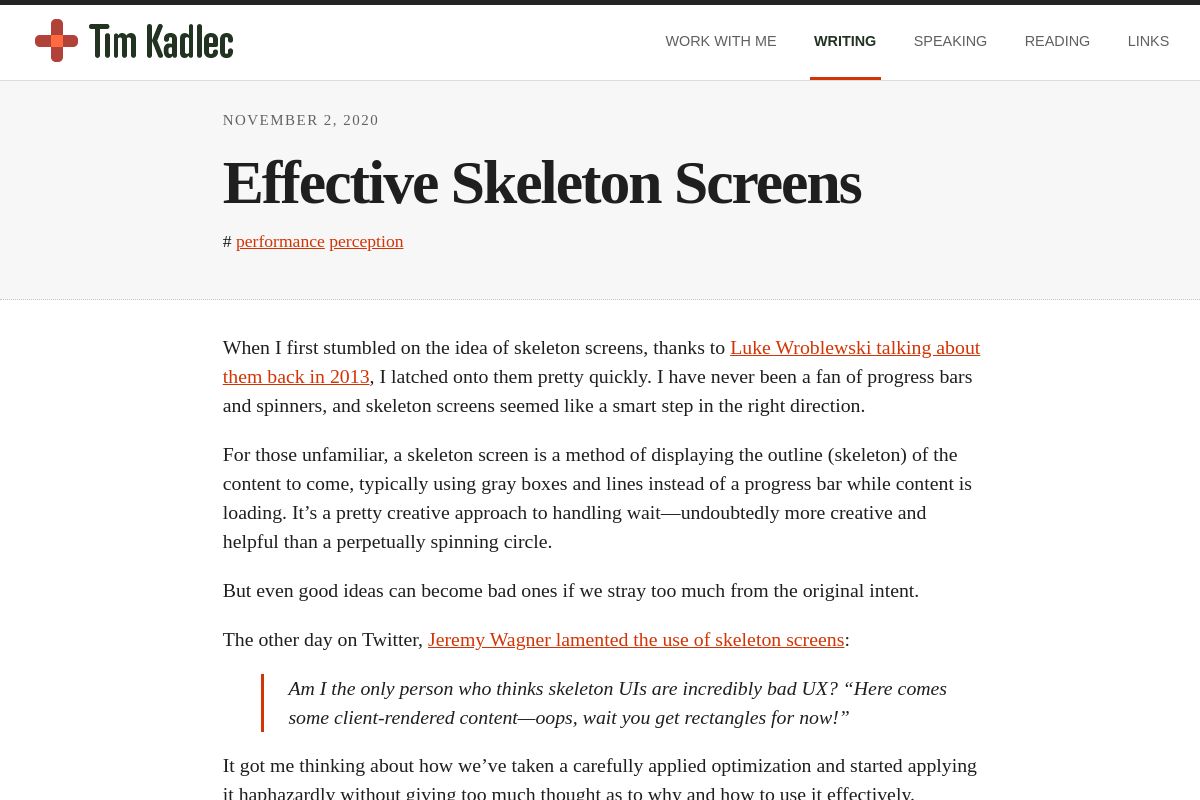 Tim Kadlec
WORK WITH ME
WRITING
SPEAKING
READING
LINKS
NOVEMBER 2, 2020
Effective Skeleton Screens
# performance perception
When I first stumbled on the idea of skeleton screens, thanks to Luke Wroblewski talking about
them back in 2013, I latched onto them pretty quickly. I have never been a fan of progress bars
and spinners, and skeleton screens seemed like a smart step in the right direction.
For those unfamiliar, a skeleton screen is a method of displaying the outline (skeleton) of the
content to come, typically using gray boxes and lines instead of a progress bar while content is
loading. It’s a pretty creative approach to handling wait—undoubtedly more creative and
helpful than a perpetually spinning circle.
But even good ideas can become bad ones if we stray too much from the original intent.
The other day on Twitter, Jeremy Wagner lamented the use of skeleton screens:
Am I the only person who thinks skeleton UIs are incredibly bad UX? “Here comes
some client-rendered content—oops, wait you get rectangles for now!”
It got me thinking about how we’ve taken a carefully applied optimization and started applying
it haphazardly without giving too much thought as to why and how to use it effectively.